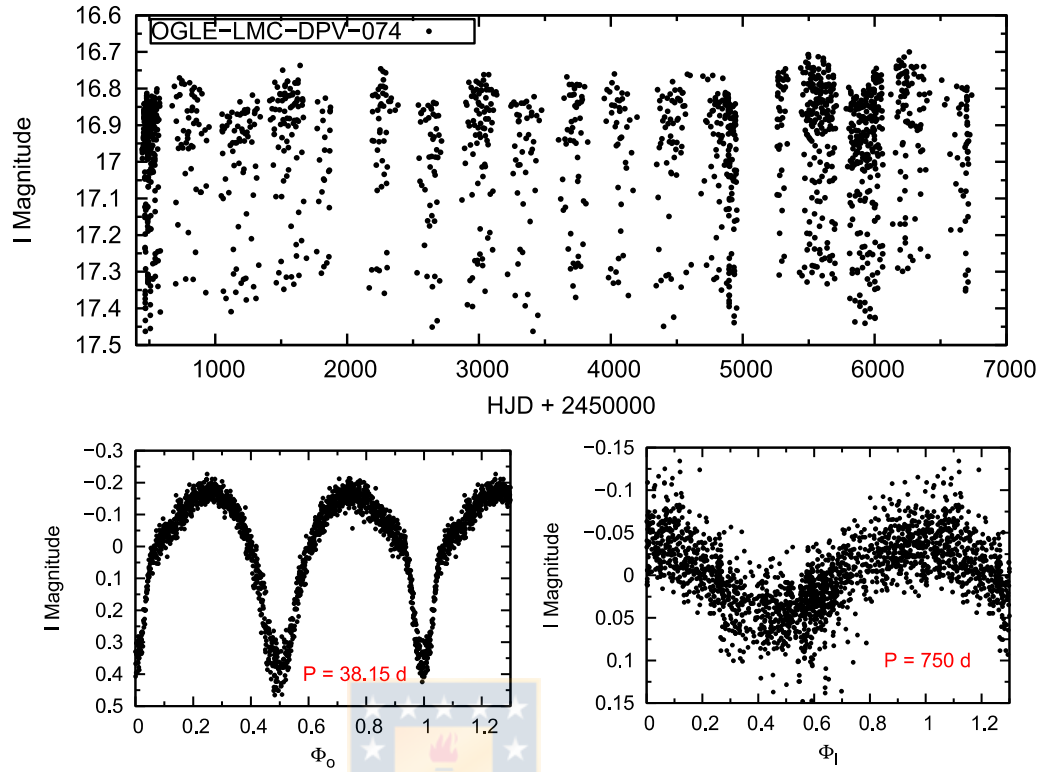 OGLE-LMC-DPV-074
I Magnitude
16.6
16.7
16.8
16.9
17
17.1
17.2
17.3
17.4
17.5
1000 2000 3000 4000 5000 6000 7000
HJD + 2450000
I Magnitude
−0.3
−0.2
−0.1
0
0.1
0.2
0.3
0.4
0.5
P = 38.15 d
0 0.2 0.4 0.6 0.8 1 1.2
Φo
I Magnitude
−0.15
−0.10
−0.05
0
0.05
0.1
0.15
P = 750 d
0 0.2 0.4 0.6 0.8 1 1.2
Φl